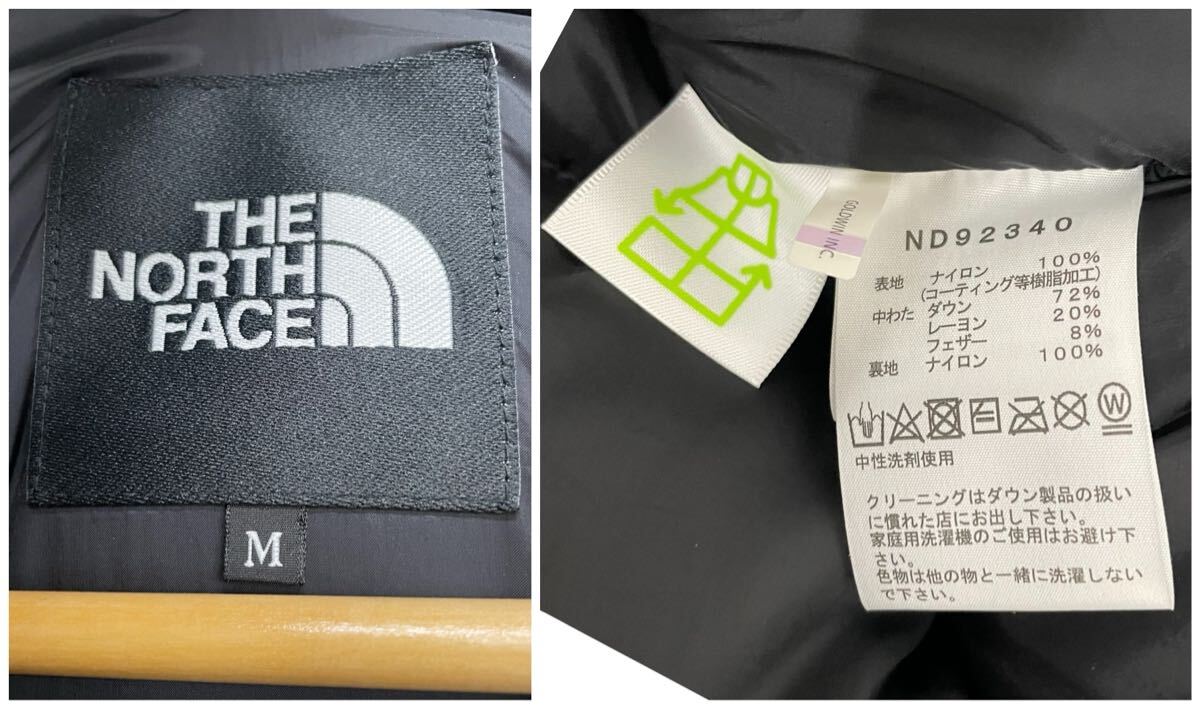 THE
NORTH
FACE
M
GOLDWIN INC.
ND92340
表地 ナイロン 100%
(コーティング等樹脂加工)
中わた ダウン 72%
レーヨン 20%
フェザー 8%
裏地 ナイロン 100%
W
中性洗剤使用
クリーニングはダウン製品の扱い
に慣れた店にお出し下さい。
家庭用洗濯機のご使用はお避け下
さい。
色物は他の物と一緒に洗濯しない
で下さい。